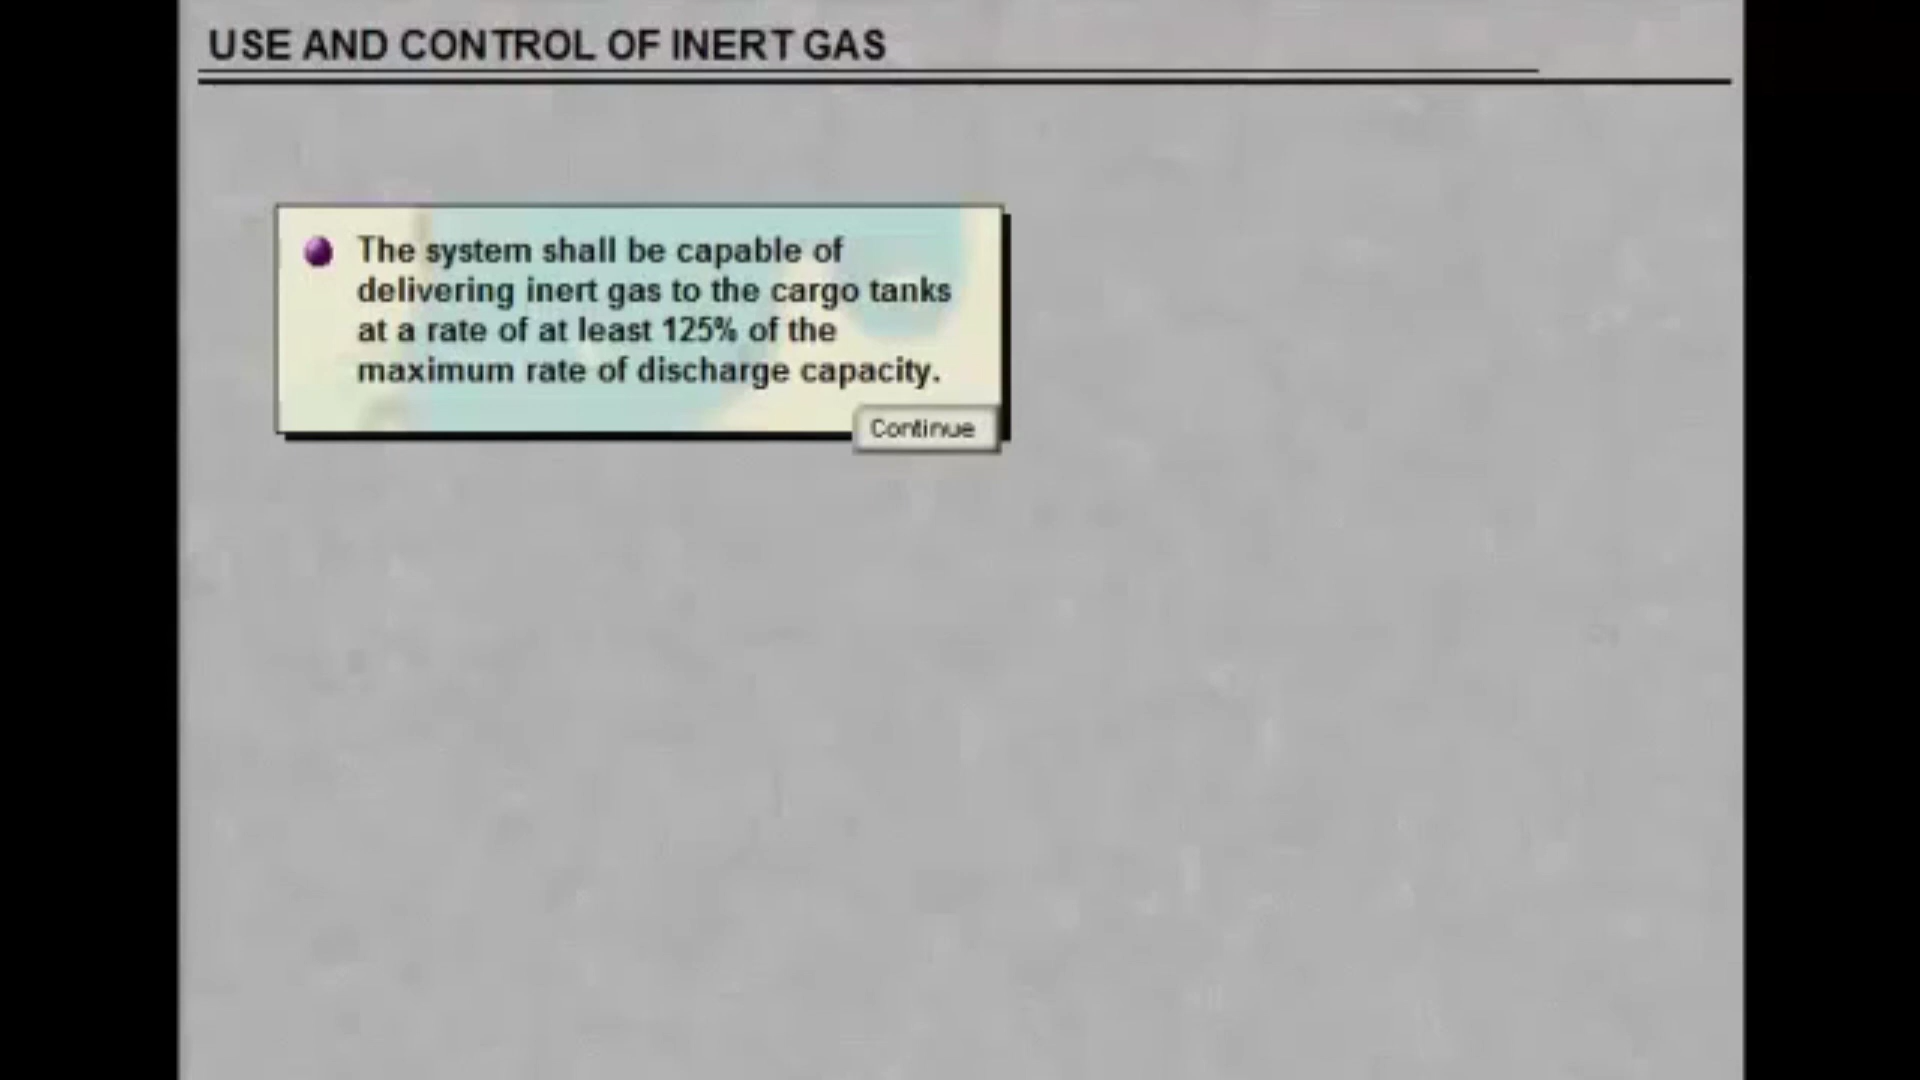 USE AND CONTROL OF INERT GAS
The system shall be capable of
delivering inert gas to the cargo tanks
at a rate of at least 125% of the
maximum rate of discharge capacity.
Continue